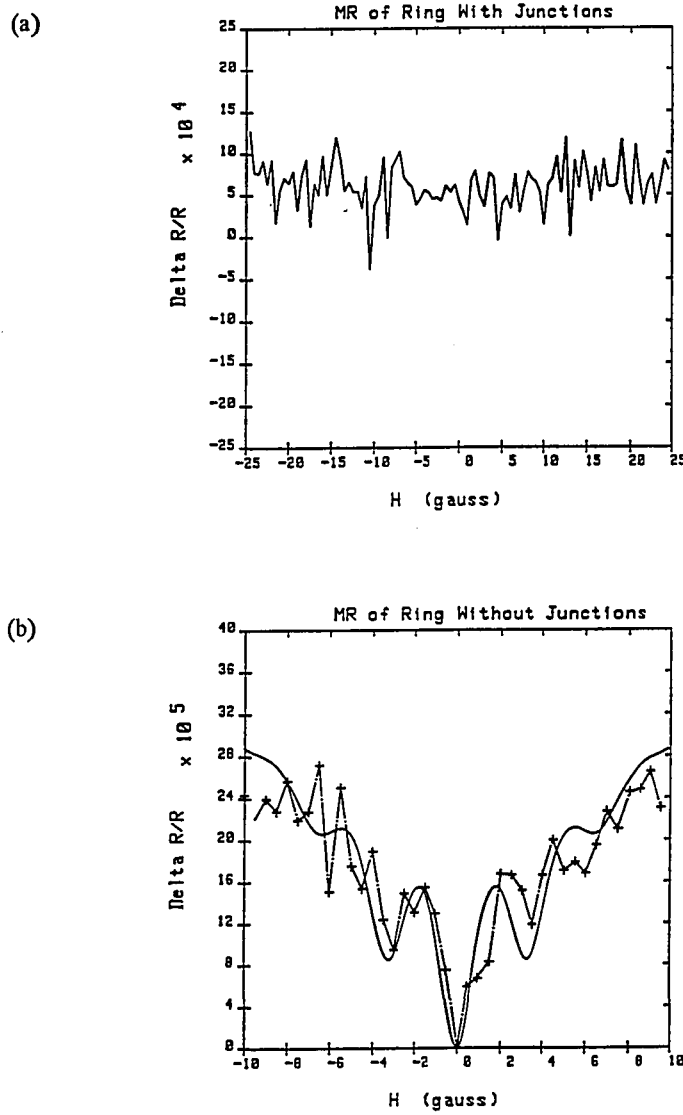 (a)
MR of Ring With Junctions
25
20
15
10
5
0
-5
-10
-15
-20
-25
Delta R/R × 10 4
-25 -20 -15 -10 -5 0 5 10 15 20 25
H (gauss)
(b)
MR of Ring Without Junctions
40
36
32
28
24
20
16
12
8
4
0
Delta R/R × 10 5
-10 -8 -6 -4 -2 0 2 4 6 8 10
H (gauss)